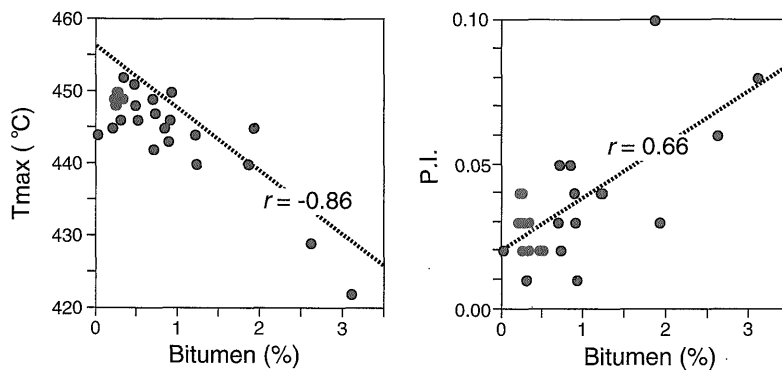 460
450
440
430
420
Tmax (°C)
r = -0.86
0
1
2
3
Bitumen (%)
0.10
0.05
0.00
P.I.
r = 0.66
0
1
2
3
Bitumen (%)